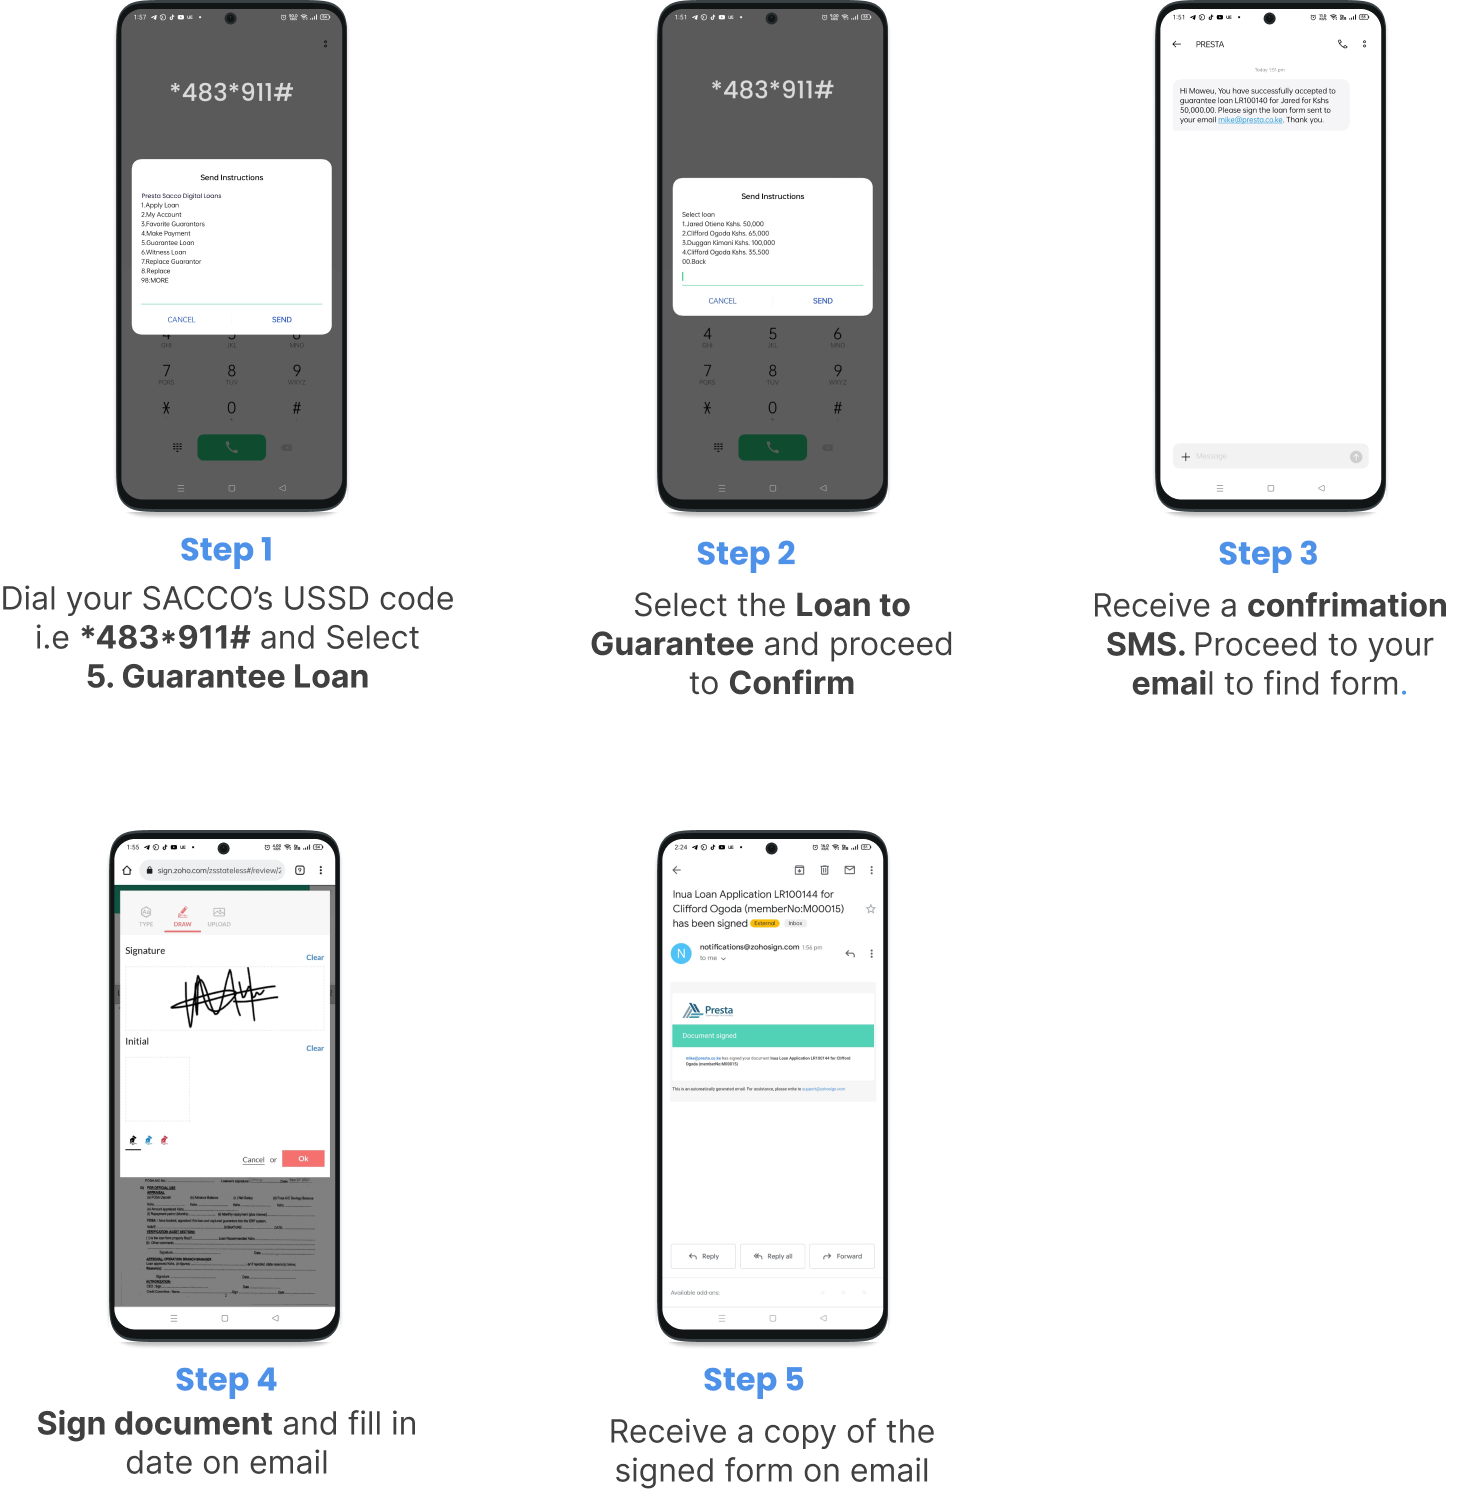 1:57
*483*911#
Send Instructions
Presta Sacco Digital Loans
1.Apply Loan
2.My Account
3.Favorite Guarantors
4.Make Payment
5.Guarantee Loan
6.Witness Loan
7.Replace Guarantor
8.Replace
98:MORE
CANCEL SEND
7 8 9
PQRS TUV WXYZ
0 #
Step 1
Dial your SACCO's USSD code
i.e *483*911# and Select
5. Guarantee Loan
1:51
*483*911#
Send Instructions
Select loan
1.Jared Otieno Kshs. 50,000
2.Clifford Ogoda Kshs. 65,000
3.Duggan Kimani Kshs. 100,000
4.Clifford Ogoda Kshs. 35,500
00.Back
CANCEL SEND
4 5 6
GHI JKL MNO
7 8 9
PQRS TUV WXYZ
0 #
Step 2
Select the Loan to
Guarantee and proceed
to Confirm
1:51
PRESTA
Today 1:51 pm
Hi Maweu, You have successfully accepted to
guarantee loan LR100140 for Jared for Kshs
50,000.00. Please sign the loan form sent to
your email mike@presta.co.ke. Thank you.
Message
Step 3
Receive a confrimation
SMS. Proceed to your
email to find form.
1:55
sign.zoho.com/zsstateless#/review/
TYPE DRAW UPLOAD
Signature
Clear
Initial
Clear
Cancel or Ok
Step 4
Sign document and fill in
date on email
2:24
Inua Loan Application LR100144 for
Clifford Ogoda (memberNo:M00015)
has been signed External Inbox
N
notifications@zohosign.com 1:56 pm
to me
Presta
Document signed
mike@presta.co.ke has signed your document Inua Loan Application LR100144 for Clifford
Ogoda (memberNo:M00015)
This is an automatically generated email. For assistance, please write to support@zohosign.com
Reply Reply all Forward
Available add-ons:
Step 5
Receive a copy of the
signed form on email